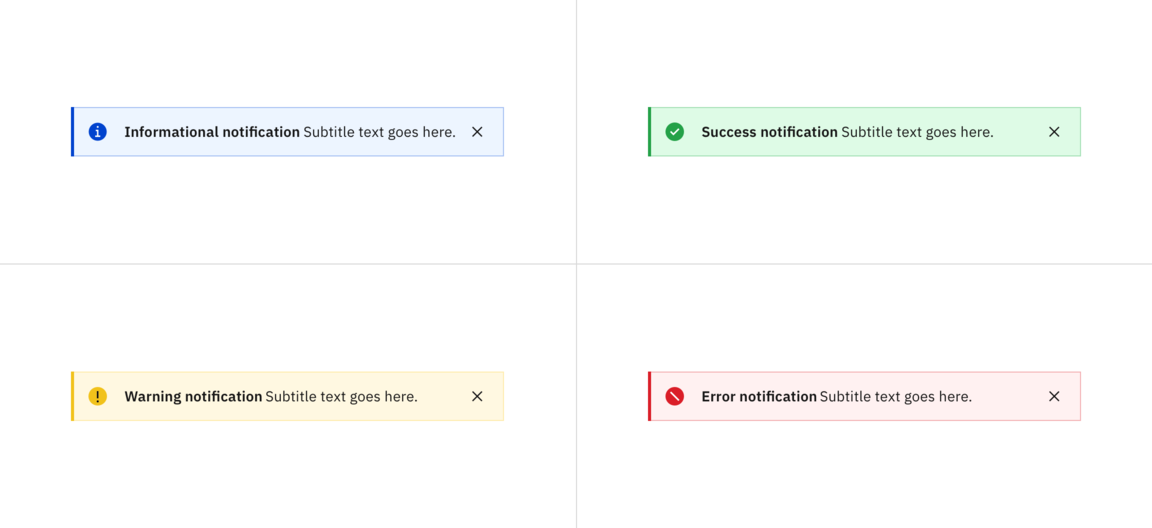 Informational notification Subtitle text goes here.
Success notification Subtitle text goes here.
Warning notification Subtitle text goes here.
Error notification Subtitle text goes here.